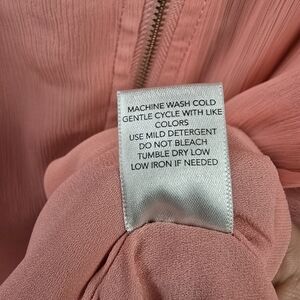 MACHINE WASH COLD
GENTLE CYCLE WITH LIKE
COLORS
USE MILD DETERGENT
DO NOT BLEACH
TUMBLE DRY LOW
LOW IRON IF NEEDED